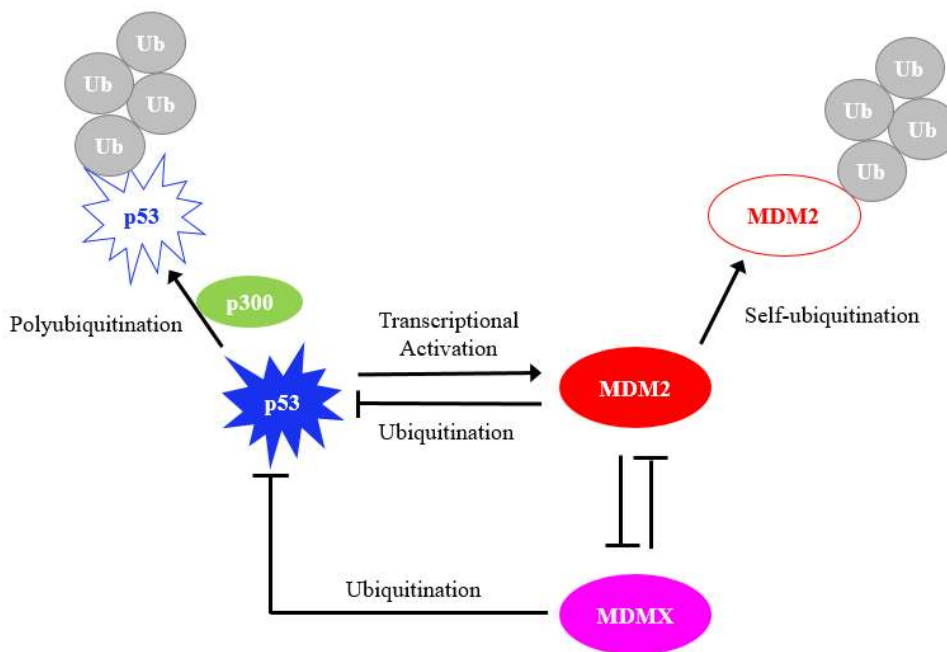 Ub
Ub
Ub
Ub
p53
Ub
Ub
Ub
Ub
MDM2
p300
Polyubiquitination
Self-ubiquitination
Transcriptional
Activation
p53
MDM2
Ubiquitination
Ubiquitination
MDMX